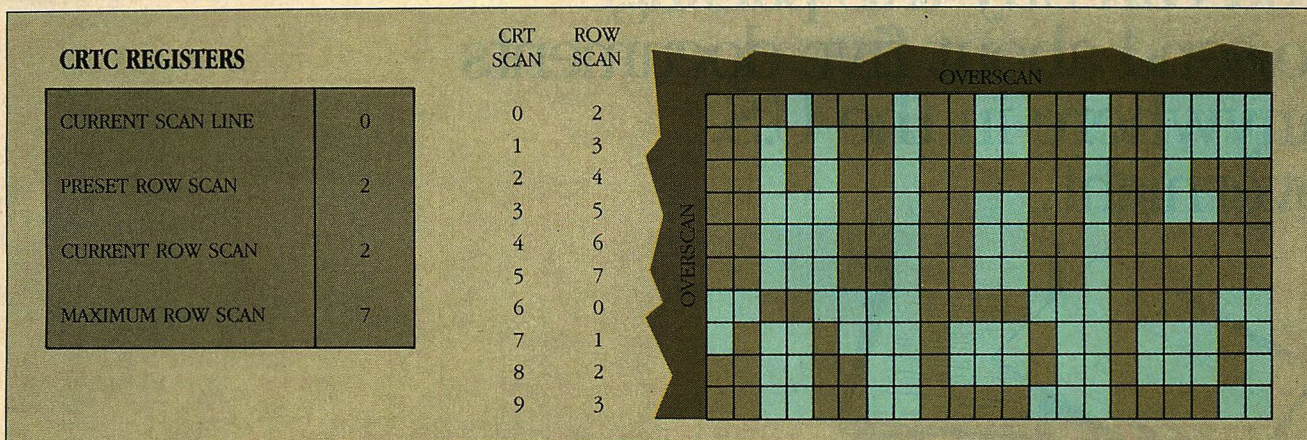 CRTC REGISTERS
CURRENT SCAN LINE 0
PRESET ROW SCAN 2
CURRENT ROW SCAN 2
MAXIMUM ROW SCAN 7
CRT SCAN ROW SCAN
0 2
1 3
2 4
3 5
4 6
5 7
6 0
7 1
8 2
9 3
OVERSCAN
OVERSCAN